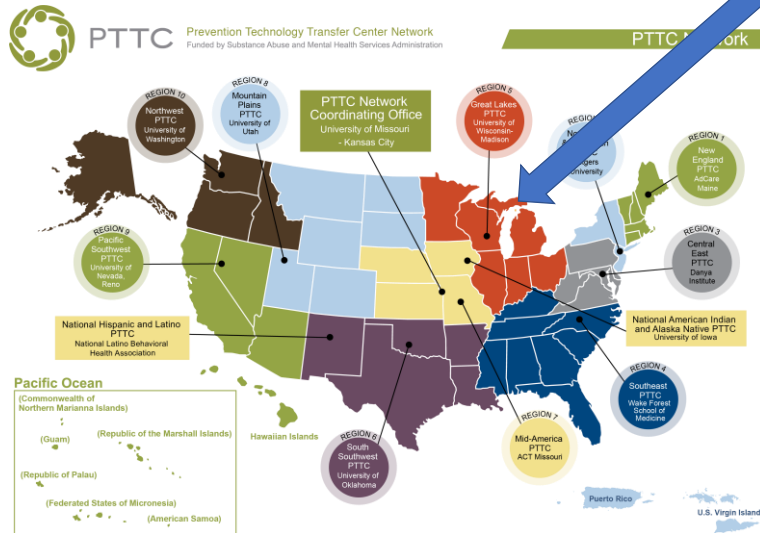 PTTC
Prevention Technology Transfer Center Network
Funded by Substance Abuse and Mental Health Services Administration
PTTC
REGION 10
Northwest
PTTC
University of
Washington
REGION 8
Mountain
Plains
PTTC
University of
Utah
PTTC Network
Coordinating Office
University of Missouri
- Kansas City
REGION 5
Great Lakes
PTTC
University of
Wisconsin-
Madison
REGION
REGION 1
New
England
PTTC
AdCare
Maine
REGION 9
Pacific
Southwest
PTTC
University of
Nevada,
Reno
REGION 3
Central
East
PTTC
Danya
Institute
National Hispanic and Latino
PTTC
National Latino Behavioral
Health Association
National American Indian
and Alaska Native PTTC
University of Iowa
REGION 4
Southeast
PTTC
Wake Forest
School of
Medicine
REGION 7
Mid-America
PTTC
ACT Missouri
REGION 6
South
Southwest
PTTC
University of
Oklahoma
Pacific Ocean
(Commonwealth of
Northern Marianna Islands)
(Guam)
(Republic of the Marshall Islands)
(Republic of Palau)
(Federated States of Micronesia)
(American Samoa)
Hawaiian Islands
Puerto Rico
U.S. Virgin Island